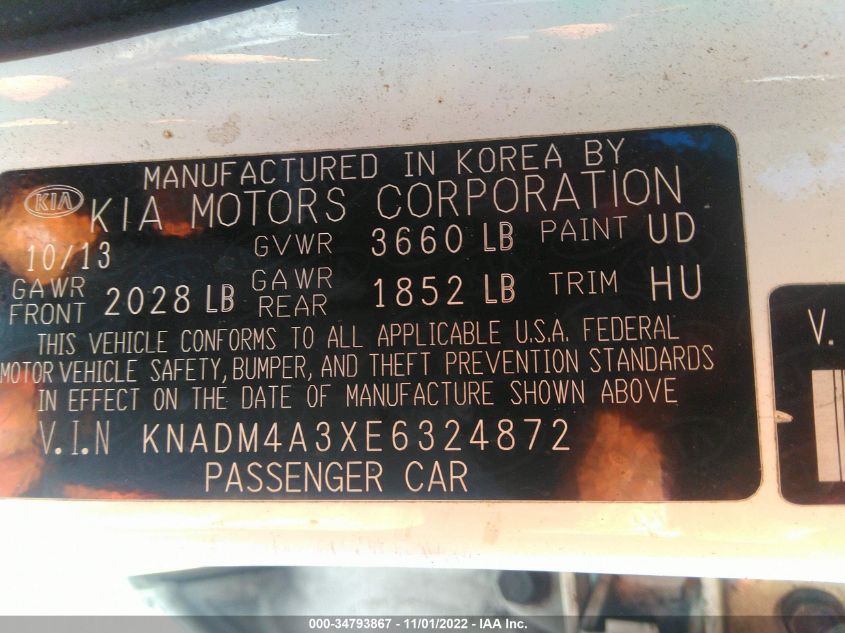 MANUFACTURED IN KOREA BY
KIA KIA MOTORS CORPORATION
10/13 GVWR 3660 LB PAINT UD
GAWR FRONT 2028 LB GAWR REAR 1852 LB TRIM HU
THIS VEHICLE CONFORMS TO ALL APPLICABLE U.S.A. FEDERAL
MOTOR VEHICLE SAFETY, BUMPER, AND THEFT PREVENTION STANDARDS
IN EFFECT ON THE DATE OF MANUFACTURE SHOWN ABOVE
V.I.N KNADM4A3XE6324872
PASSENGER CAR
V.
000-34793867 - 11/01/2022 - IAA Inc.